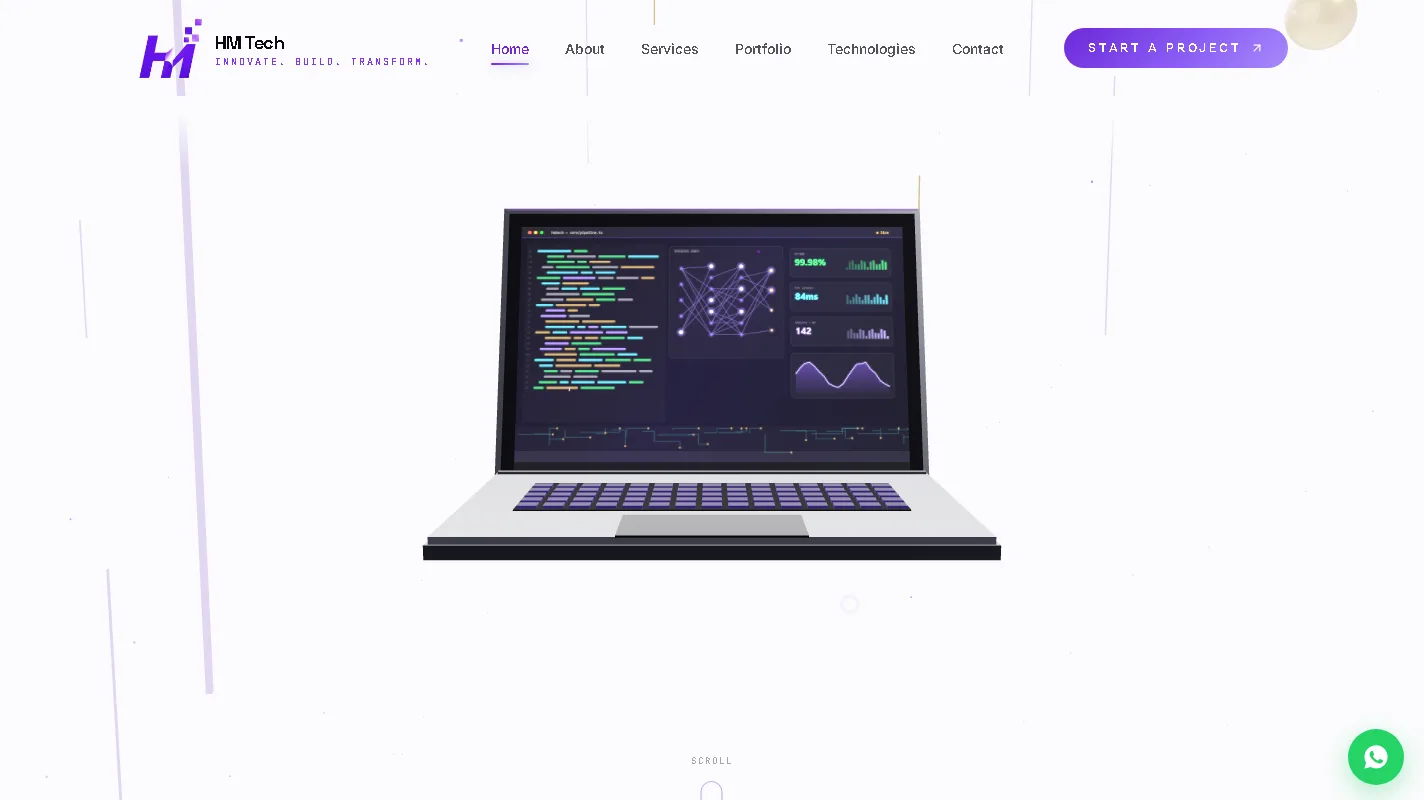 HM Tech
INNOVATE. BUILD. TRANSFORM.
Home
About
Services
Portfolio
Technologies
Contact
START A PROJECT
99.98%
84ms
142
SCROLL